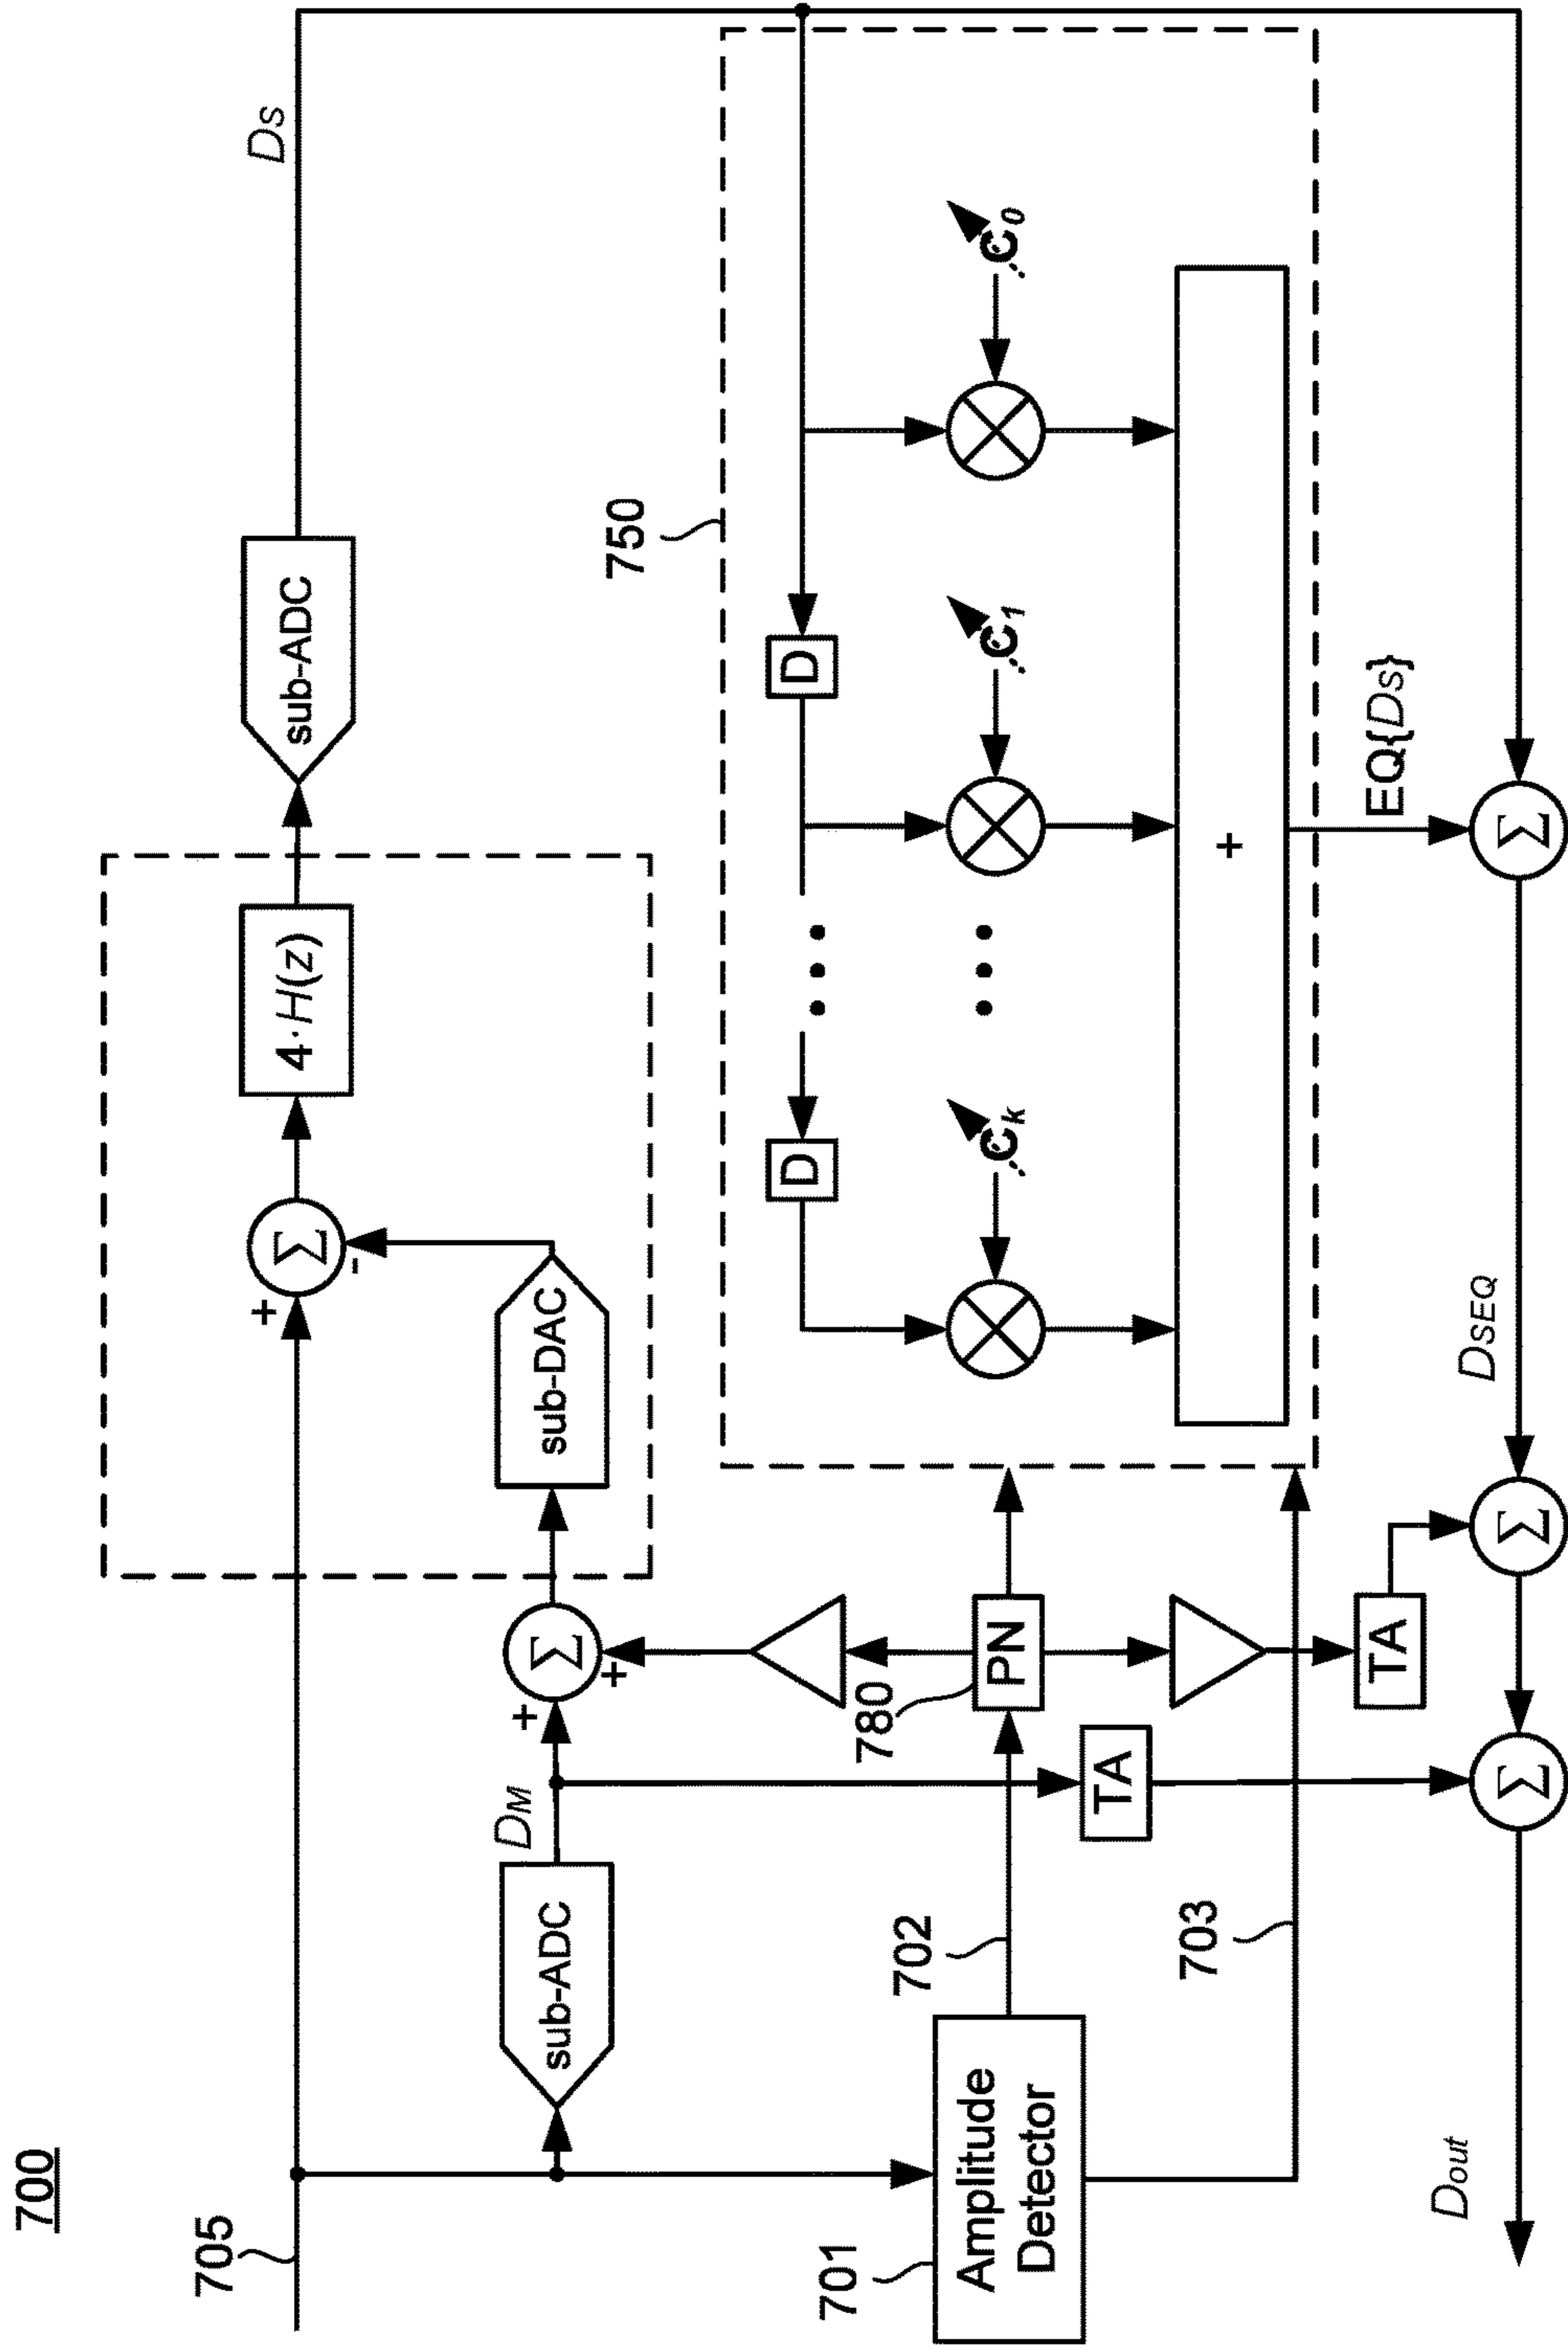 700
705
Ds
+
Σ
-
4·H(z)
sub-ADC
sub-ADC
DM
+
+
Σ
sub-DAC
701
Amplitude
Detector
702
703
780
PN
TA
TA
750
D
D
Ck
C1
C0
+
EQ{Ds}
Dout
Σ
Σ
DSEQ
Σ